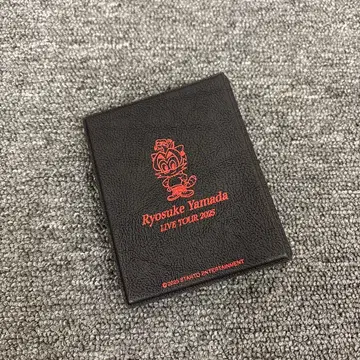 Ryosuke Yamada
LIVE TOUR 2025
© 2025 STARTO ENTERTAINMENT